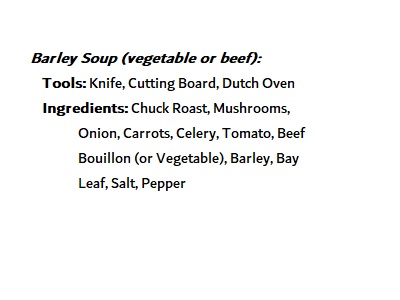 Barley Soup (vegetable or beef):
Tools: Knife, Cutting Board, Dutch Oven
Ingredients: Chuck Roast, Mushrooms,
Onion, Carrots, Celery, Tomato, Beef
Bouillon (or Vegetable), Barley, Bay
Leaf, Salt, Pepper